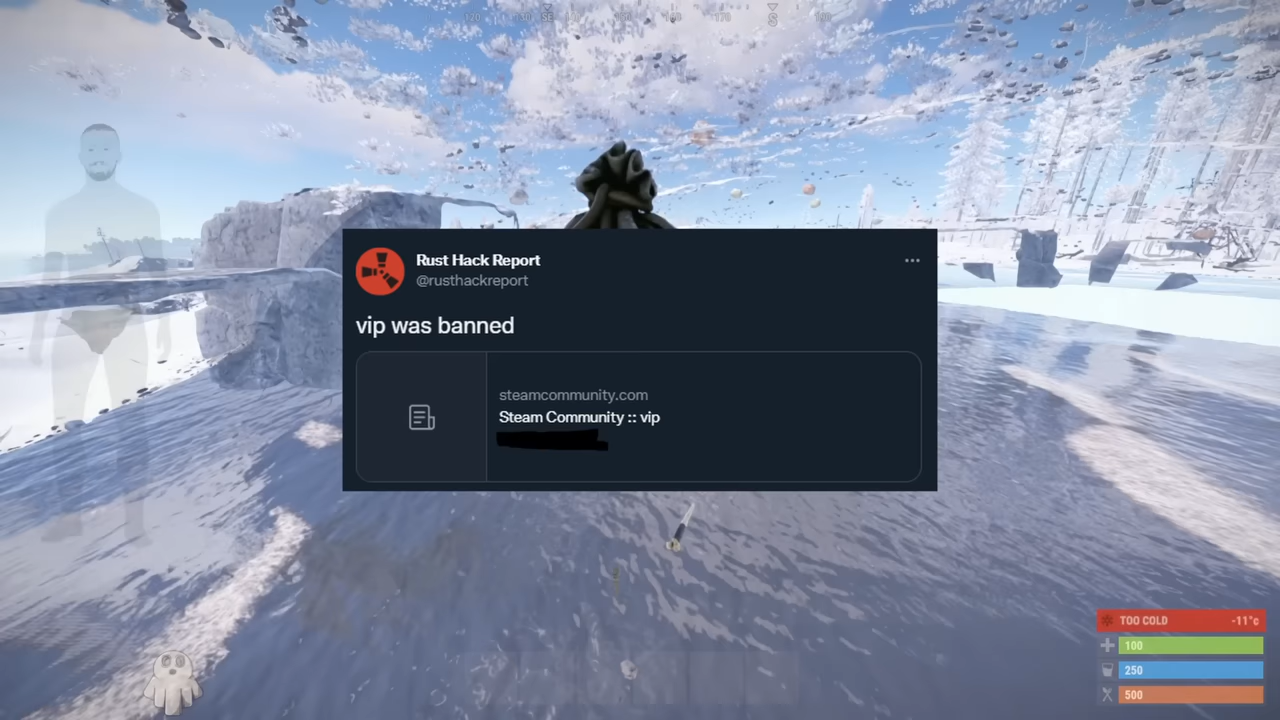 Rust Hack Report
@rusthackreport
vip was banned
steamcommunity.com
Steam Community :: vip
TOO COLD -11°c
100
250
500